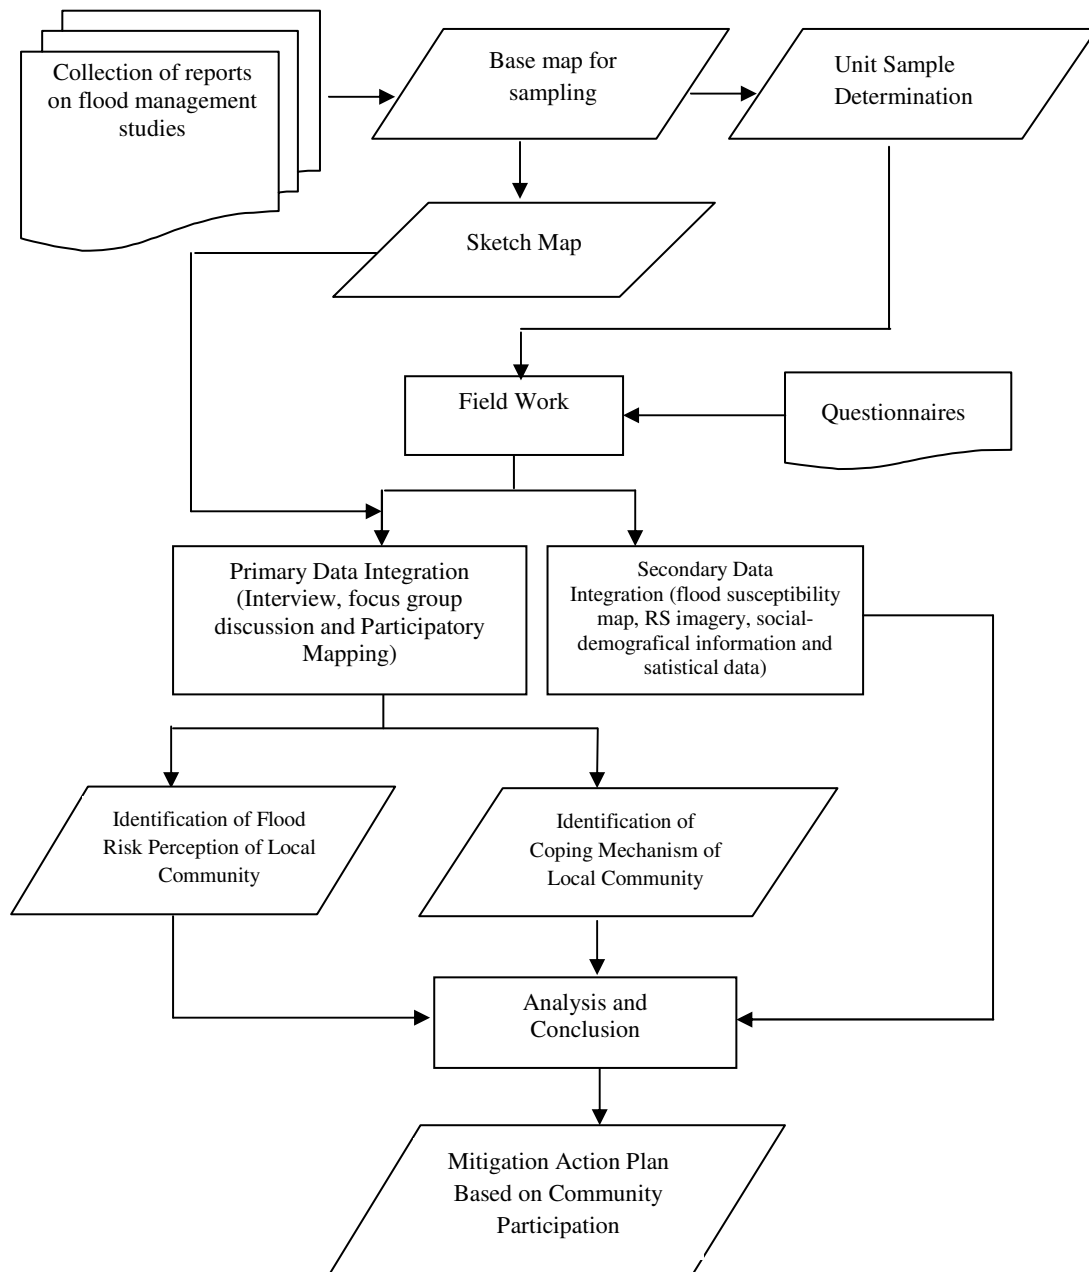 Collection of reports
on flood management
studies
Base map for
sampling
Unit Sample
Determination
Sketch Map
Field Work
Questionnaires
Primary Data Integration
(Interview, focus group
discussion and Participatory
Mapping)
Secondary Data
Integration (flood susceptibility
map, RS imagery, social-
demografical information and
satistical data)
Identification of Flood
Risk Perception of Local
Community
Identification of
Coping Mechanism of
Local Community
Analysis and
Conclusion
Mitigation Action Plan
Based on Community
Participation